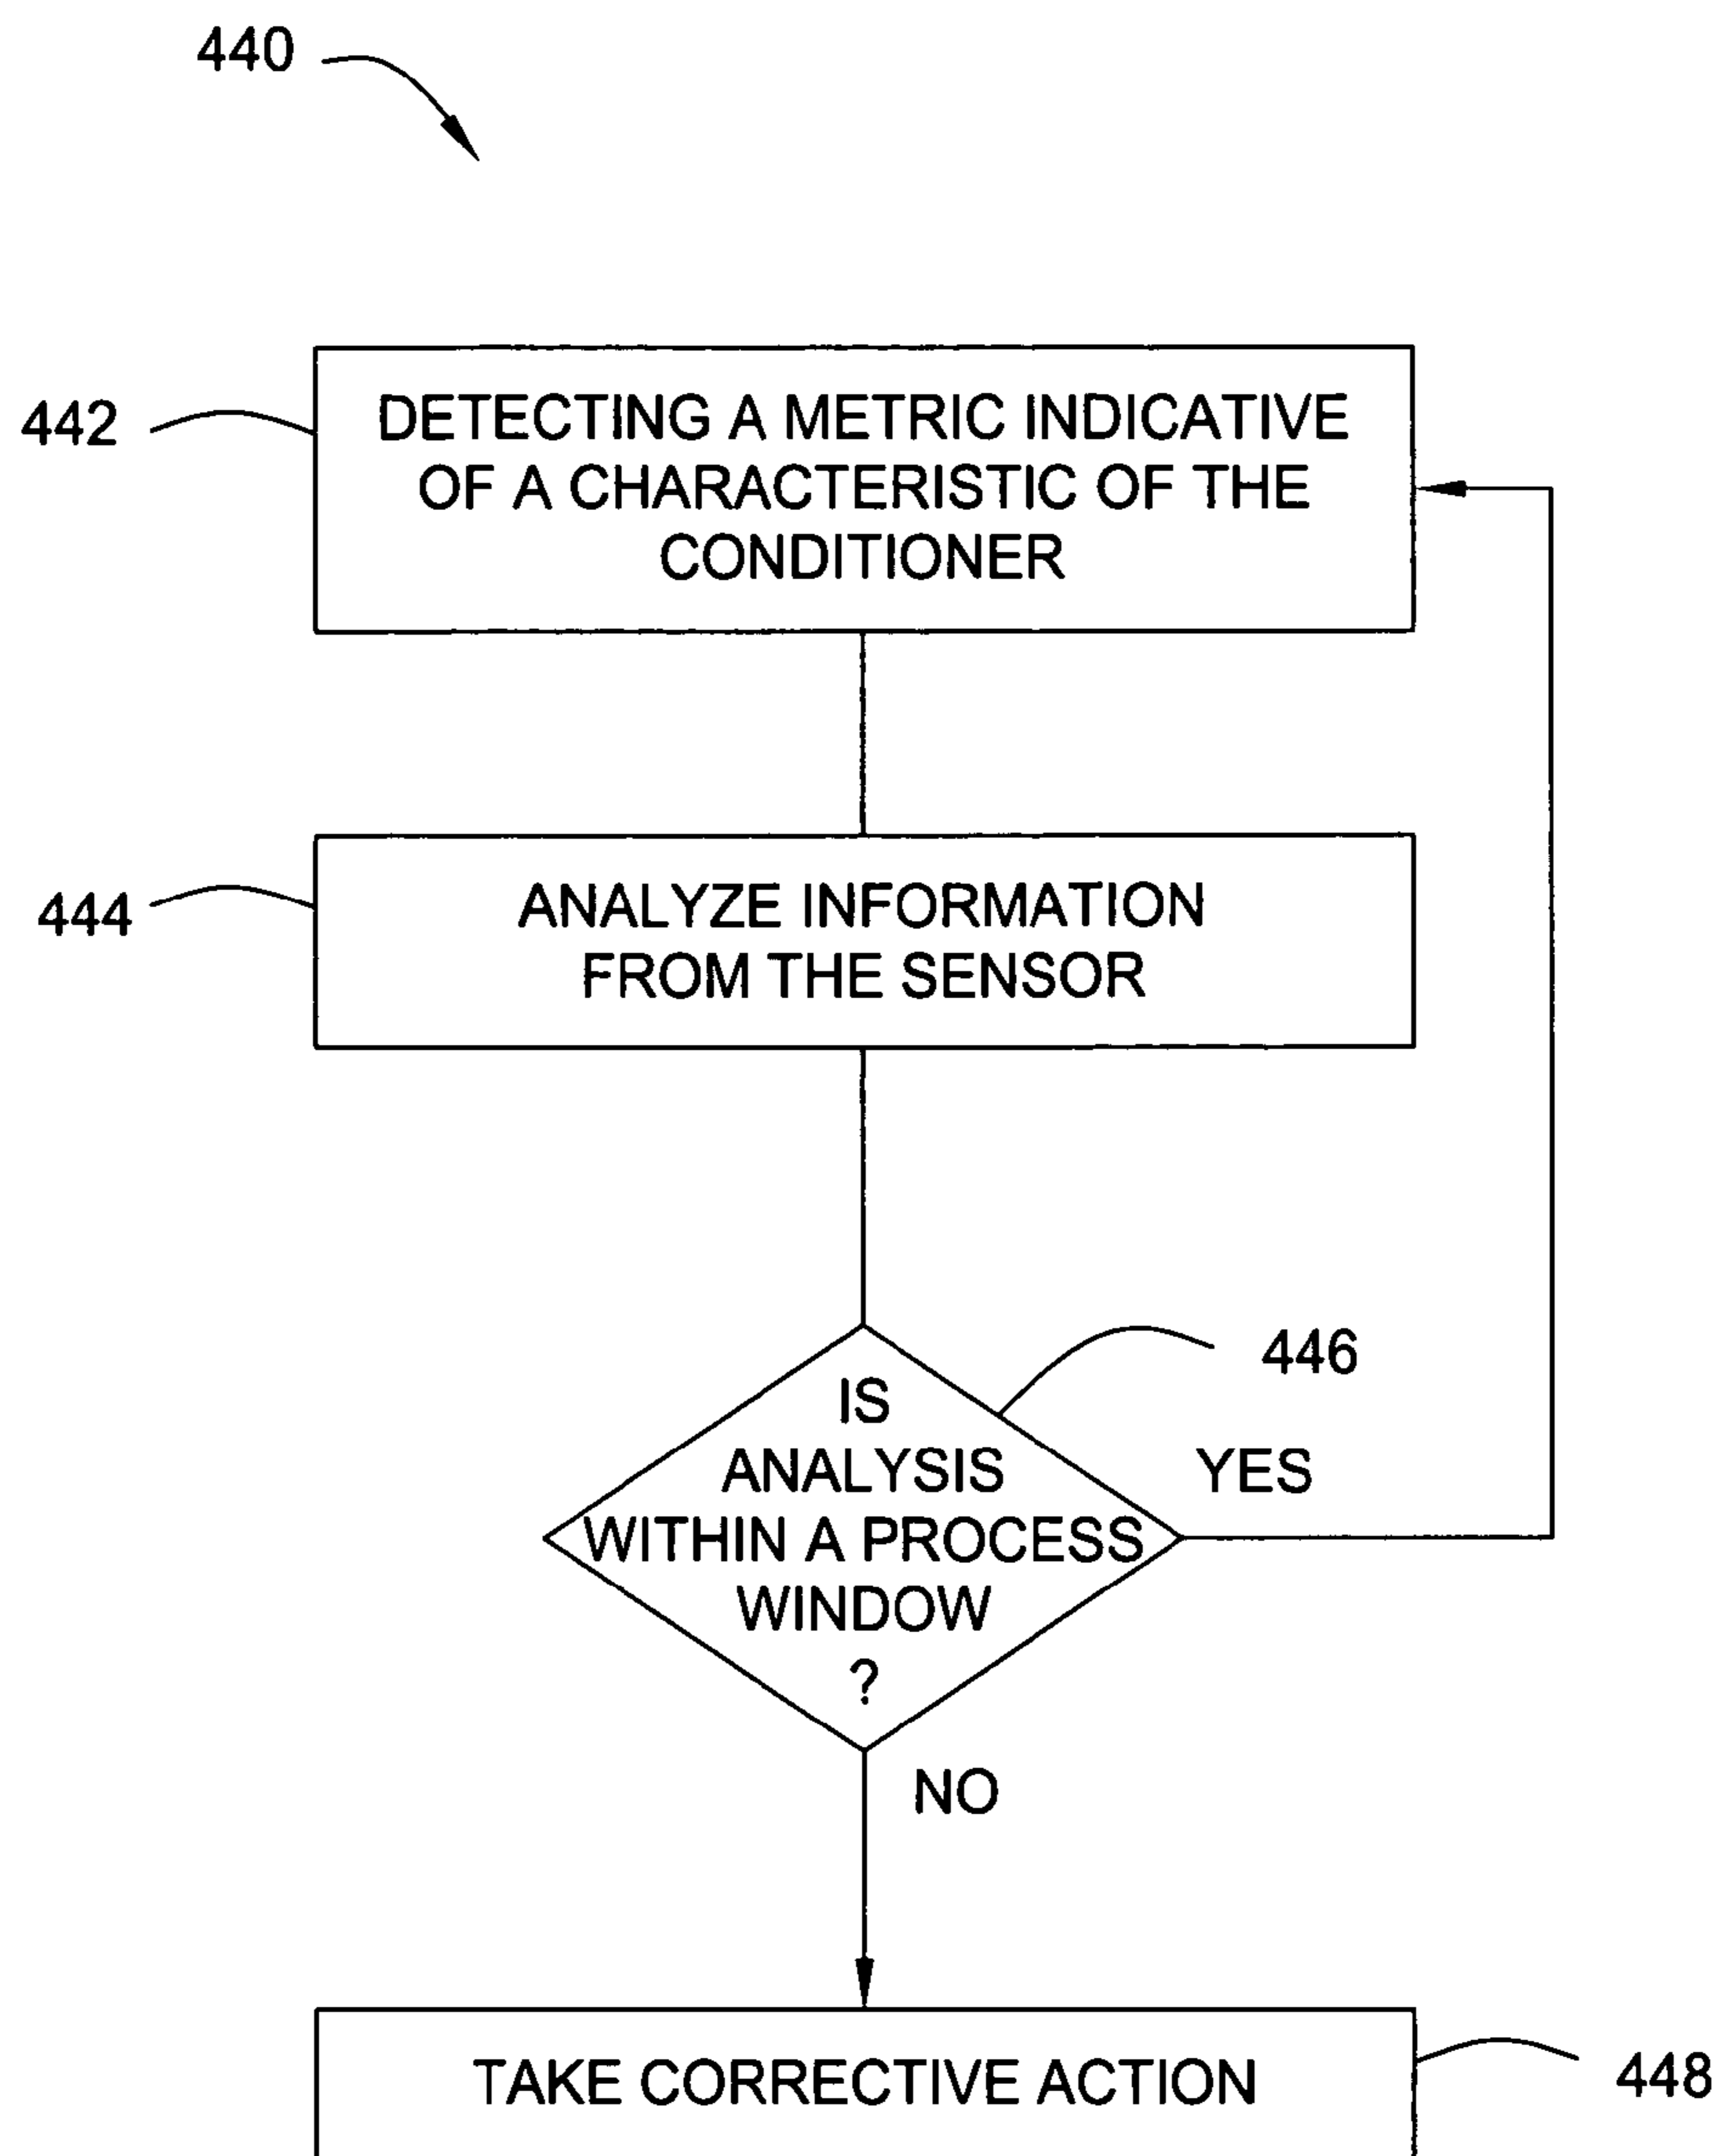 440
442
DETECTING A METRIC INDICATIVE
OF A CHARACTERISTIC OF THE
CONDITIONER
444
ANALYZE INFORMATION
FROM THE SENSOR
446
IS
ANALYSIS
WITHIN A PROCESS
WINDOW
?
YES
NO
TAKE CORRECTIVE ACTION
448